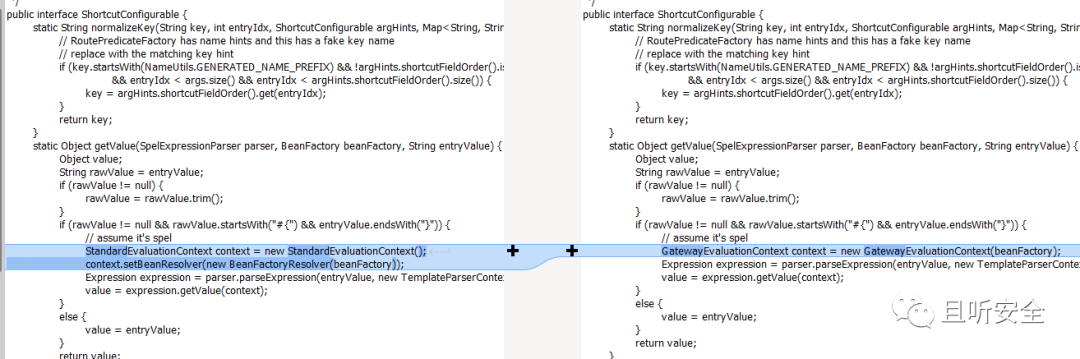 */
public interface ShortcutConfigurable {
static String normalizeKey(String key, int entryIdx, ShortcutConfigurable argHints, Map<String, String
// RoutePredicateFactory has name hints and this has a fake key name
// replace with the matching key hint
if (key.startsWith(NameUtils.GENERATED_NAME_PREFIX) && !argHints.shortcutFieldOrder().is
&& entryIdx < args.size() && entryIdx < argHints.shortcutFieldOrder().size()) {
key = argHints.shortcutFieldOrder().get(entryIdx);
}
return key;
}
static Object getValue(SpelExpressionParser parser, BeanFactory beanFactory, String entryValue) {
Object value;
String rawValue = entryValue;
if (rawValue != null) {
rawValue = rawValue.trim();
}
if (rawValue != null && rawValue.startsWith("#{") && entryValue.endsWith("}")) {
// assume it's spel
StandardEvaluationContext context = new StandardEvaluationContext();
context.setBeanResolver(new BeanFactoryResolver(beanFactory));
Expression expression = parser.parseExpression(entryValue, new TemplateParserConte
value = expression.getValue(context);
}
else {
value = entryValue;
}
return value;
*/
public interface ShortcutConfigurable {
static String normalizeKey(String key, int entryIdx, ShortcutConfigurable argHints, Map<String, Strin
// RoutePredicateFactory has name hints and this has a fake key name
// replace with the matching key hint
if (key.startsWith(NameUtils.GENERATED_NAME_PREFIX) && !argHints.shortcutFieldOrder().is
&& entryIdx < args.size() && entryIdx < argHints.shortcutFieldOrder().size()) {
key = argHints.shortcutFieldOrder().get(entryIdx);
}
return key;
}
static Object getValue(SpelExpressionParser parser, BeanFactory beanFactory, String entryValue) {
Object value;
String rawValue = entryValue;
if (rawValue != null) {
rawValue = rawValue.trim();
}
if (rawValue != null && rawValue.startsWith("#{") && entryValue.endsWith("}")) {
// assume it's spel
GatewayEvaluationContext context = new GatewayEvaluationContext(beanFactory);
Expression expression = parser.parseExpression(entryValue, new TemplateParserConte
value = expression.getValue(context);
}
else {
value = entryValue;
}
return value;
}
且听安全